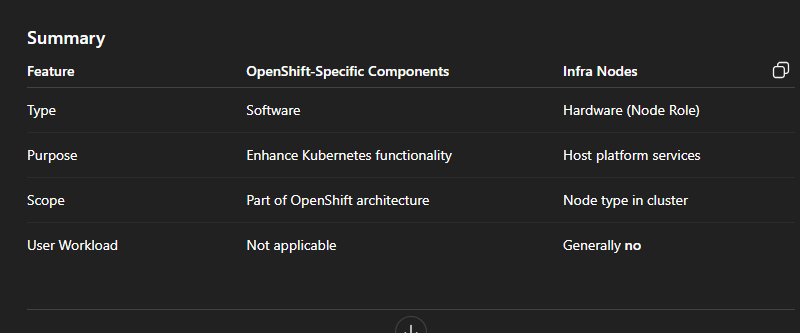 Summary
Feature OpenShift-Specific Components Infra Nodes
Type Software Hardware (Node Role)
Purpose Enhance Kubernetes functionality Host platform services
Scope Part of OpenShift architecture Node type in cluster
User Workload Not applicable Generally no